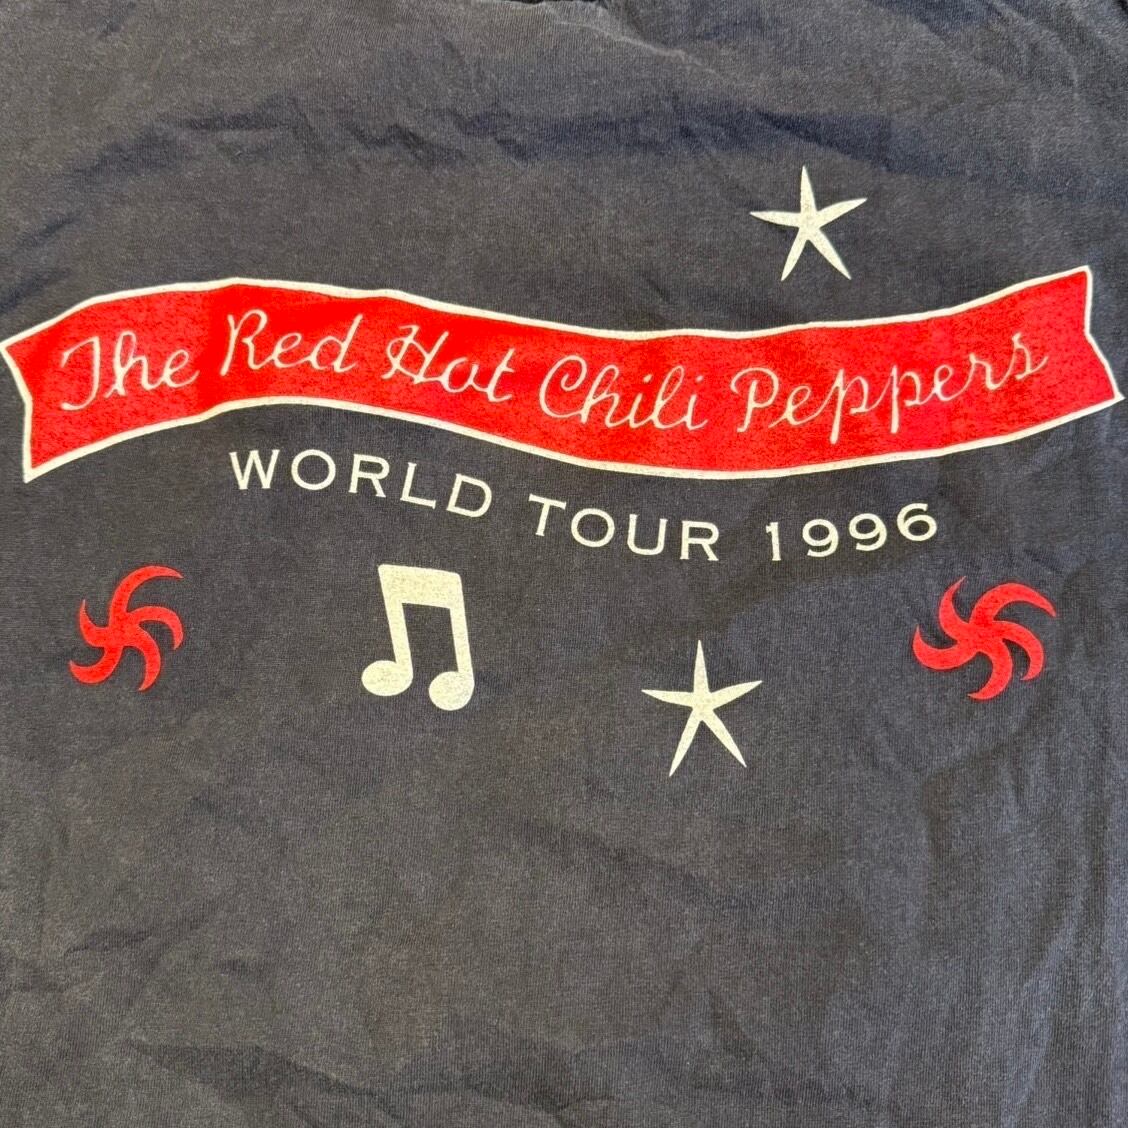 The Red Hot Chili Peppers
WORLD TOUR 1996